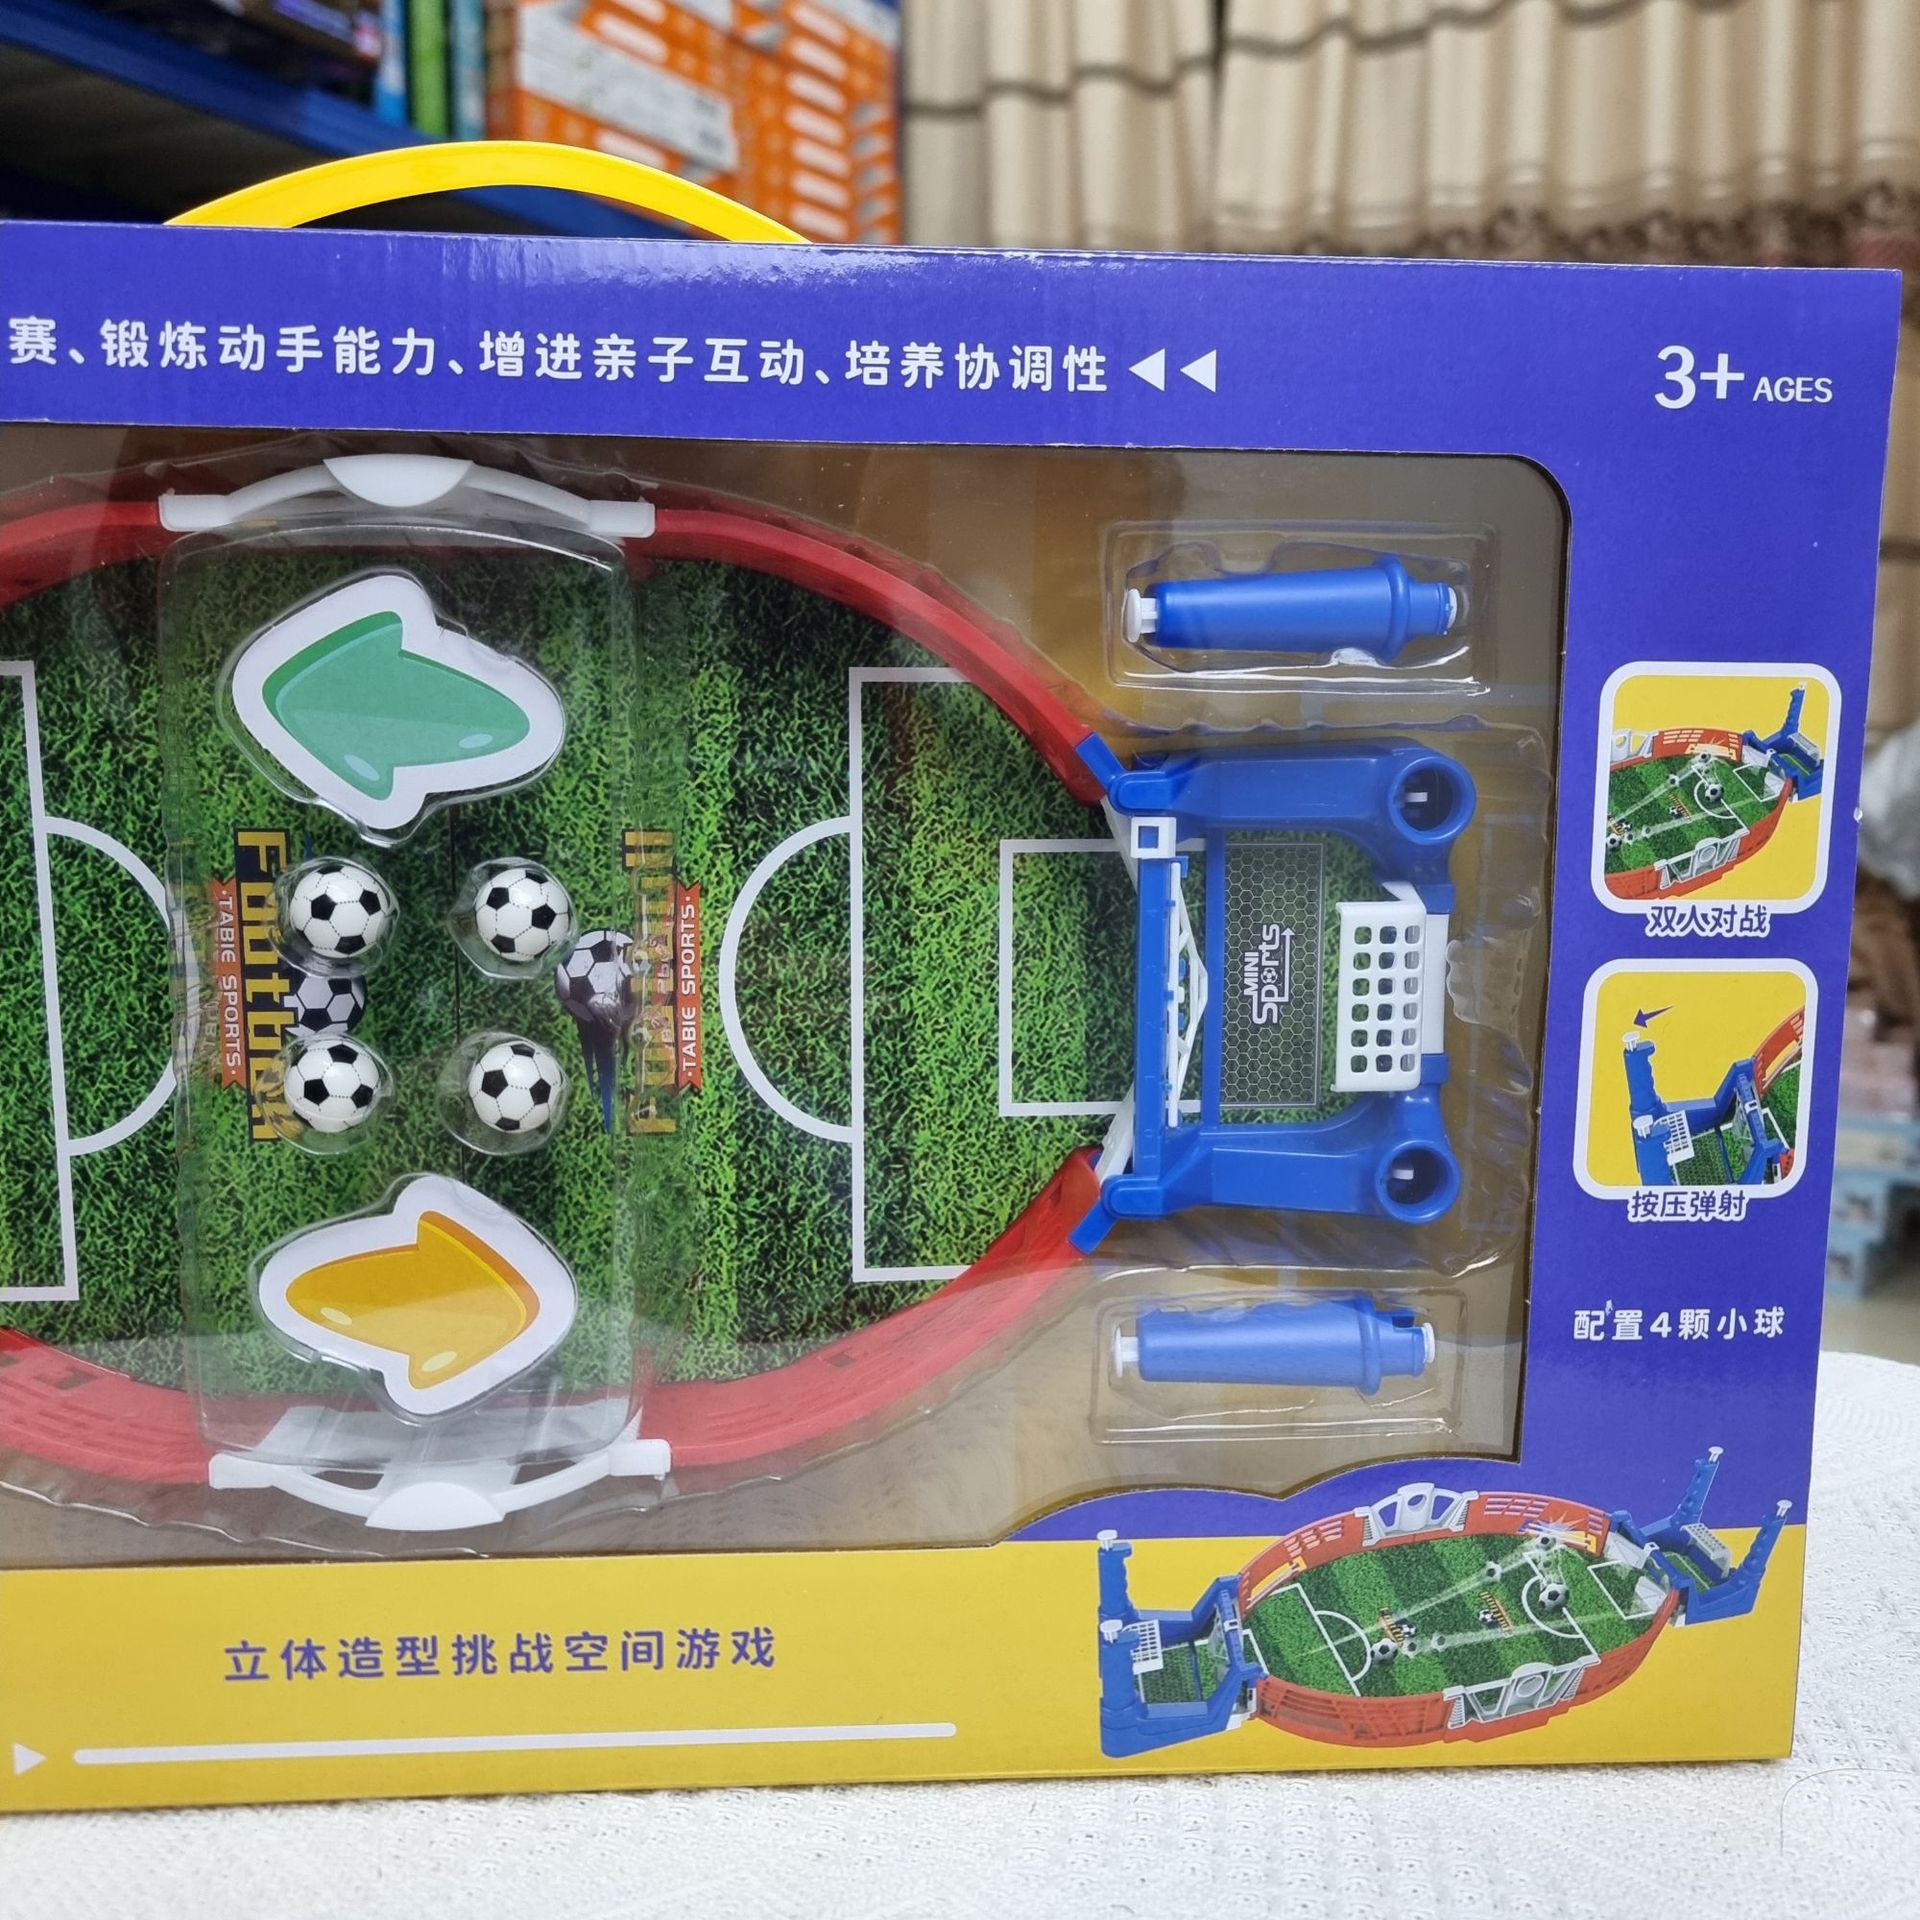 赛、锻炼动手能力、增进亲子互动、培养协调性
3+ AGES
Football
·TABIE SPORTS·
Football
·TABIE SPORTS·
MINI
Sports
双人对战
按压弹射
配置4颗小球
立体造型挑战空间游戏